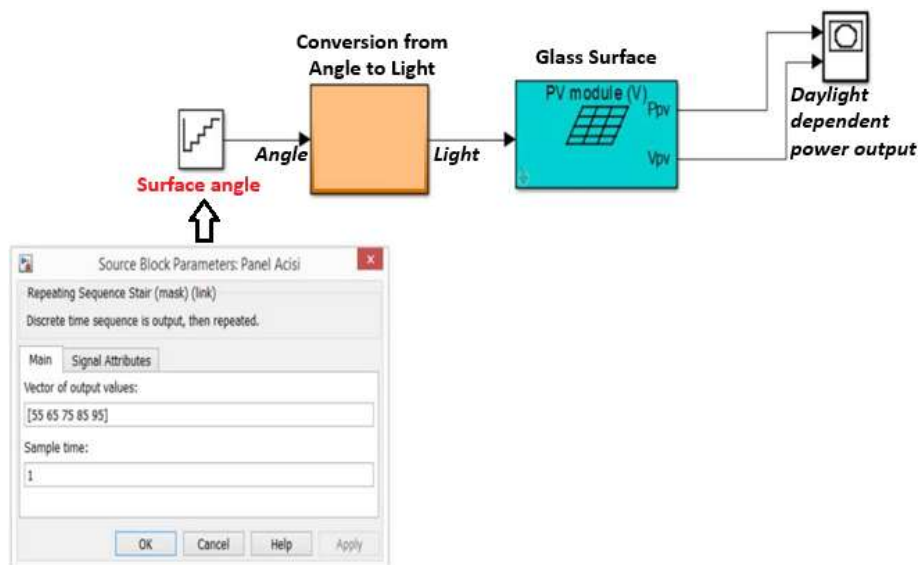 Conversion from
Angle to Light
Glass Surface
PV module (V)
Ppv
Vpv
Angle
Light
Daylight
dependent
power output
Surface angle
Source Block Parameters: Panel Acisi
x
Repeating Sequence Stair (mask) (link)
Discrete time sequence is output, then repeated.
Main Signal Attributes
Vector of output values:
[55 65 75 85 95]
Sample time:
1
OK Cancel Help Apply